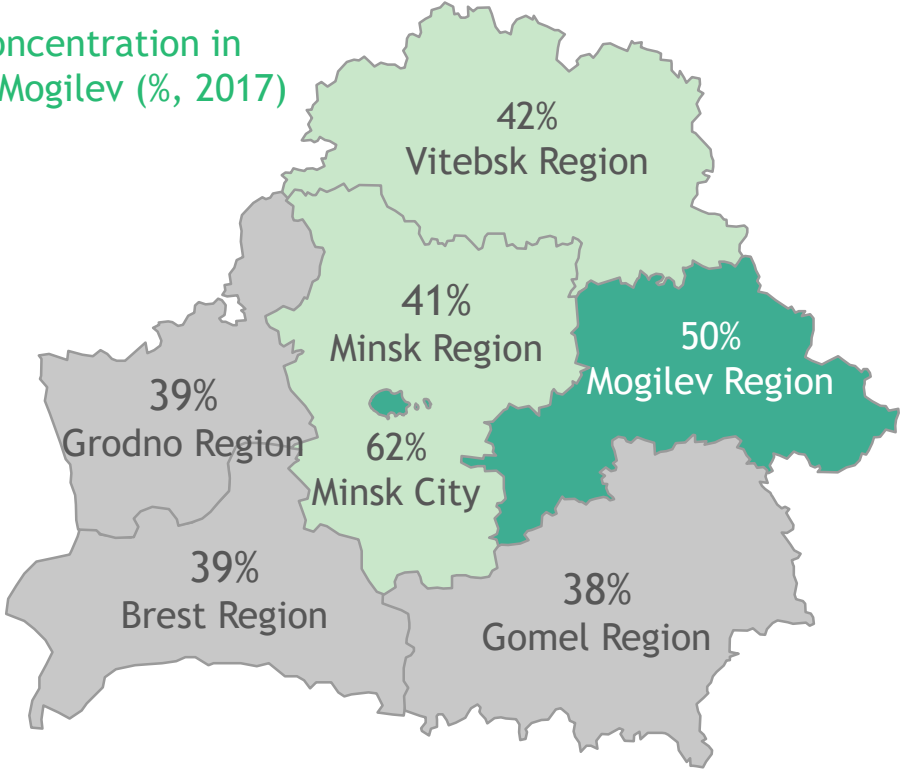 oncentration in
Mogilev (%, 2017)
42%
Vitebsk Region
41%
Minsk Region
50%
Mogilev Region
39%
Grodno Region
62%
Minsk City
39%
Brest Region
38%
Gomel Region